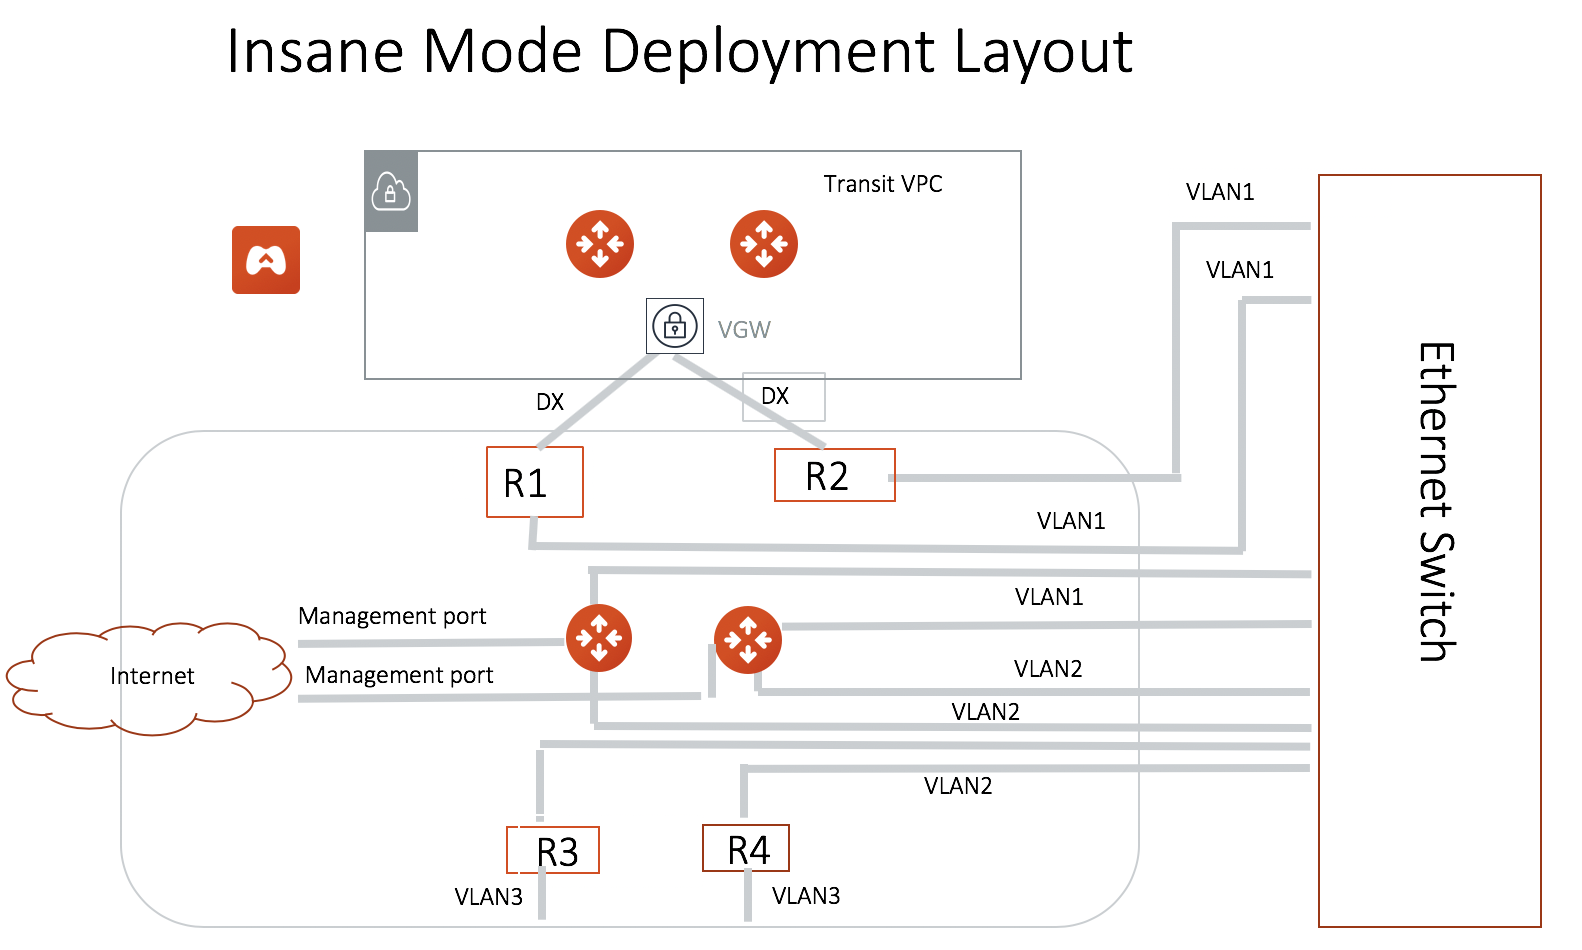 Insane Mode Deployment Layout
Transit VPC
VLAN1
VLAN1
VGW
DX
DX
R1
R2
VLAN1
Ethernet Switch
VLAN1
Management port
Internet
Management port
VLAN2
VLAN2
VLAN2
R3
R4
VLAN3
VLAN3